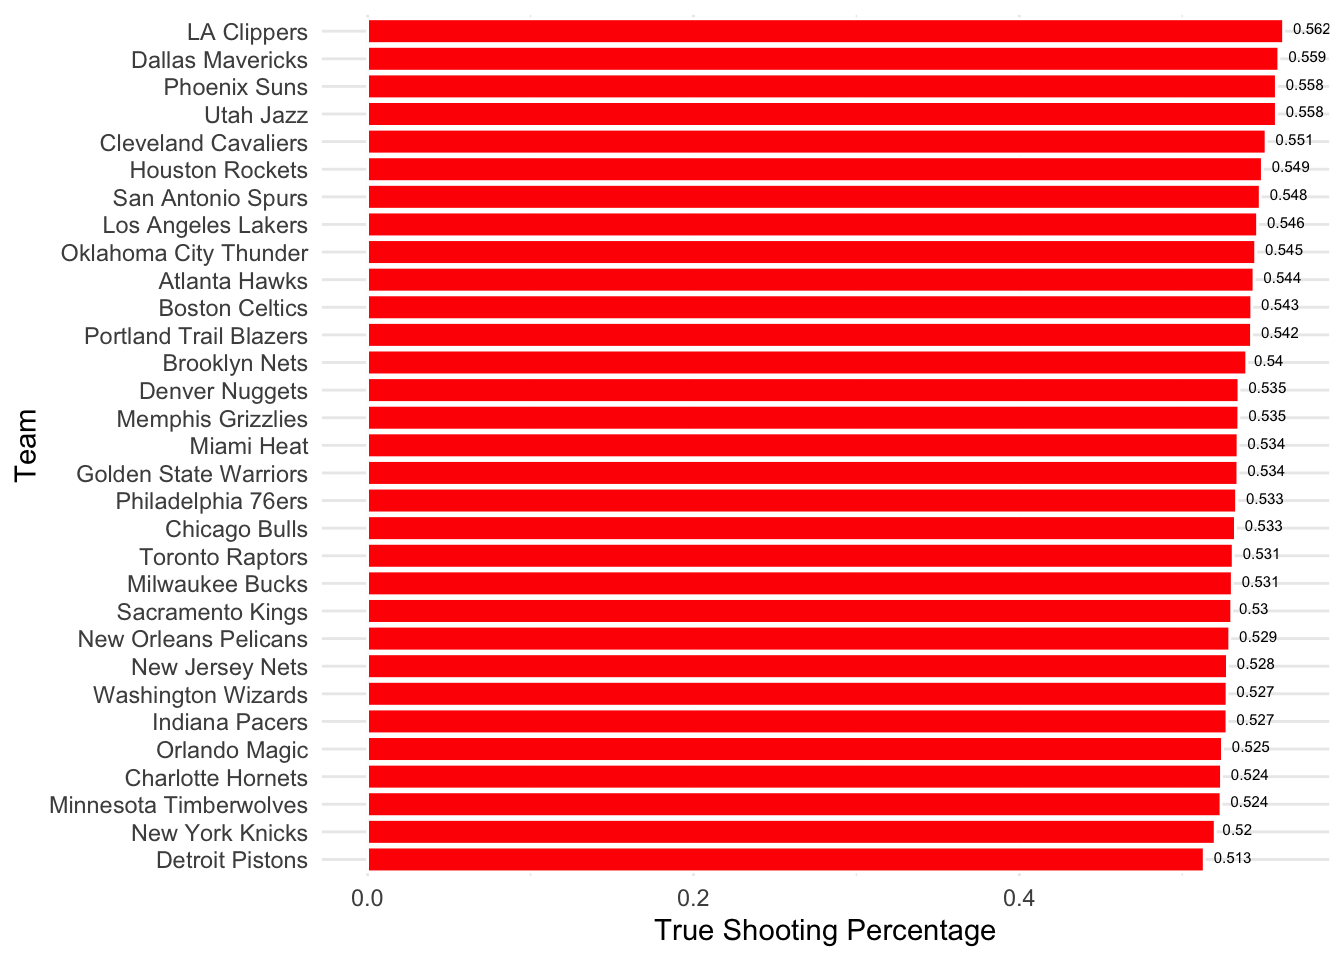 LA Clippers 0.562
Dallas Mavericks 0.559
Phoenix Suns 0.558
Utah Jazz 0.558
Cleveland Cavaliers 0.551
Houston Rockets 0.549
San Antonio Spurs 0.548
Los Angeles Lakers 0.546
Oklahoma City Thunder 0.545
Atlanta Hawks 0.544
Boston Celtics 0.543
Portland Trail Blazers 0.542
Brooklyn Nets 0.54
Denver Nuggets 0.535
Memphis Grizzlies 0.535
Miami Heat 0.534
Golden State Warriors 0.534
Philadelphia 76ers 0.533
Chicago Bulls 0.533
Toronto Raptors 0.531
Milwaukee Bucks 0.531
Sacramento Kings 0.53
New Orleans Pelicans 0.529
New Jersey Nets 0.528
Washington Wizards 0.527
Indiana Pacers 0.527
Orlando Magic 0.525
Charlotte Hornets 0.524
Minnesota Timberwolves 0.524
New York Knicks 0.52
Detroit Pistons 0.513
Team
0.0 0.2 0.4
True Shooting Percentage